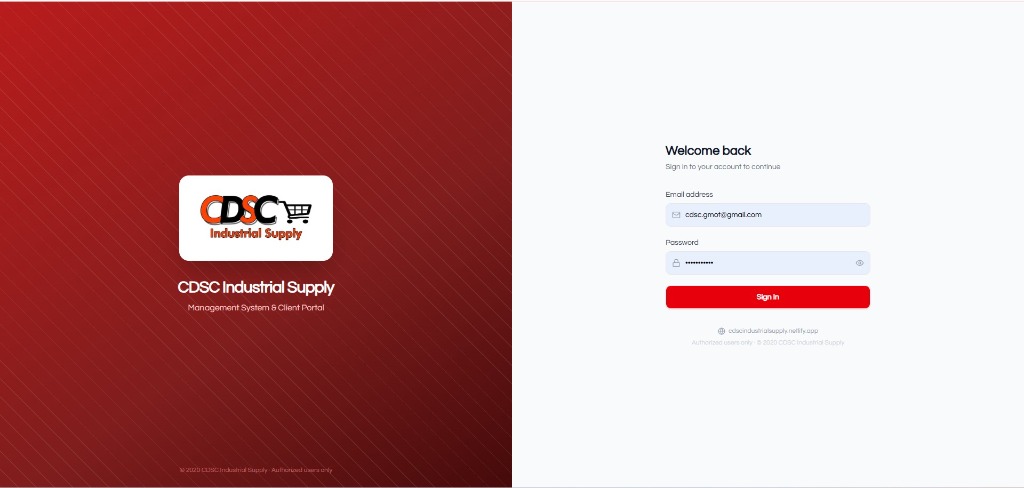 CDSC
Industrial Supply
CDSC Industrial Supply
Management System & Client Portal
© 2020 CDSC Industrial Supply · Authorized users only
Welcome back
Sign in to your account to continue
Email address
cdsc.gmot@gmail.com
Password
•••••••••••
Sign In
cdscindustrialsupply.netlify.app
Authorized users only · © 2020 CDSC Industrial Supply